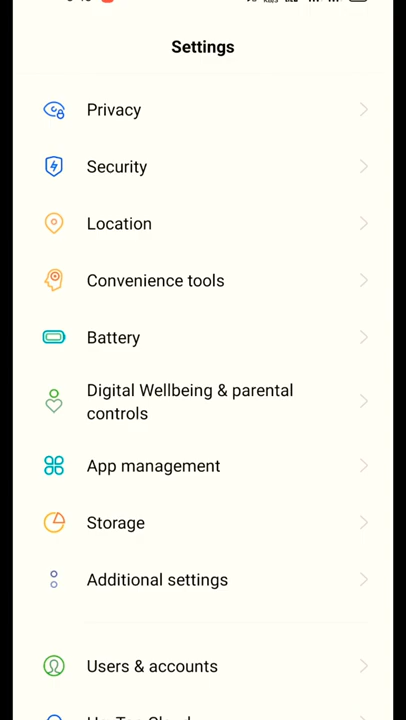 Settings
Privacy
Security
Location
Convenience tools
Battery
Digital Wellbeing & parental
controls
App management
Storage
Additional settings
Users & accounts